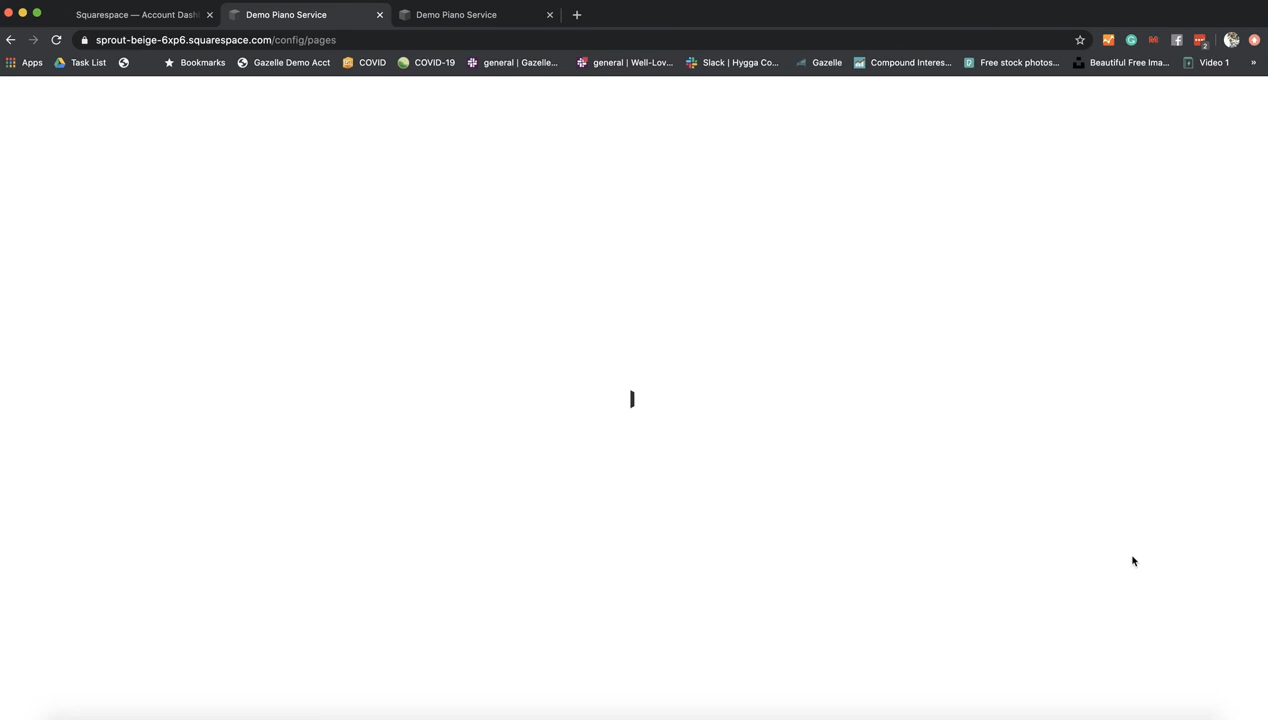 Squarespace — Account Dash
Demo Piano Service
Demo Piano Service
sprout-beige-6xp6.squarespace.com/config/pages
2
Apps
Task List
Bookmarks
Gazelle Demo Acct
COVID
COVID-19
general | Gazelle...
general | Well-Lov...
Slack | Hygga Co...
Gazelle
Compound Interes...
Free stock photos...
Beautiful Free Ima...
Video 1
»